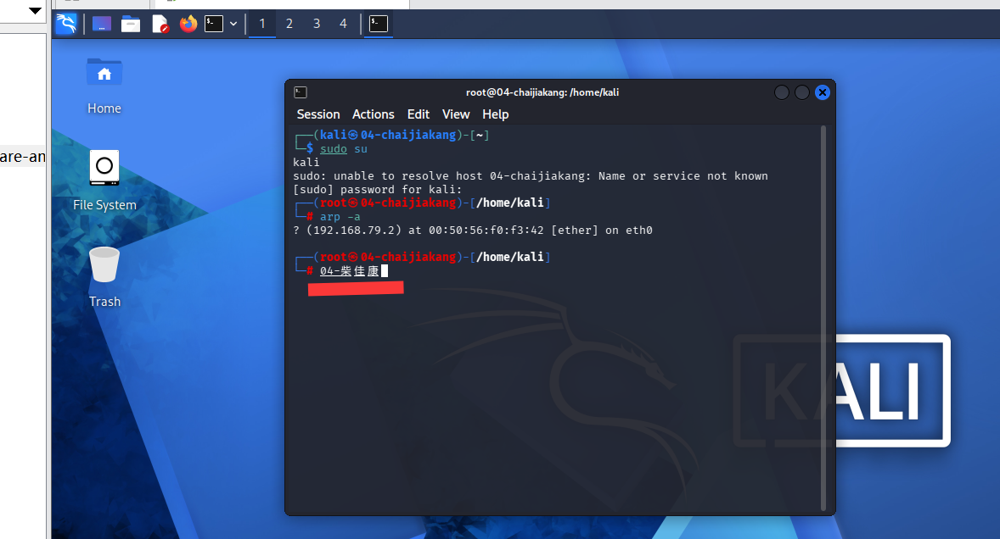 1 2 3 4
are-an
Home
File System
Trash
root@04-chaijiakang: /home/kali
Session Actions Edit View Help
┌──(kali㉿04-chaijiakang)-[~]
└─$ sudo su
kali
sudo: unable to resolve host 04-chaijiakang: Name or service not known
[sudo] password for kali:
┌──(root㉿04-chaijiakang)-[/home/kali]
└─# arp -a
? (192.168.79.2) at 00:50:56:f0:f3:42 [ether] on eth0
┌──(root㉿04-chaijiakang)-[/home/kali]
└─# 04-柴佳康
KALI